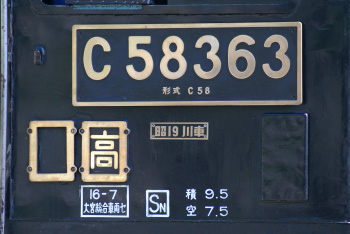 C58363
形式 C58
昭19川車
高
16-7
大宮総合車両セ
SN
積 9.5
空 7.5